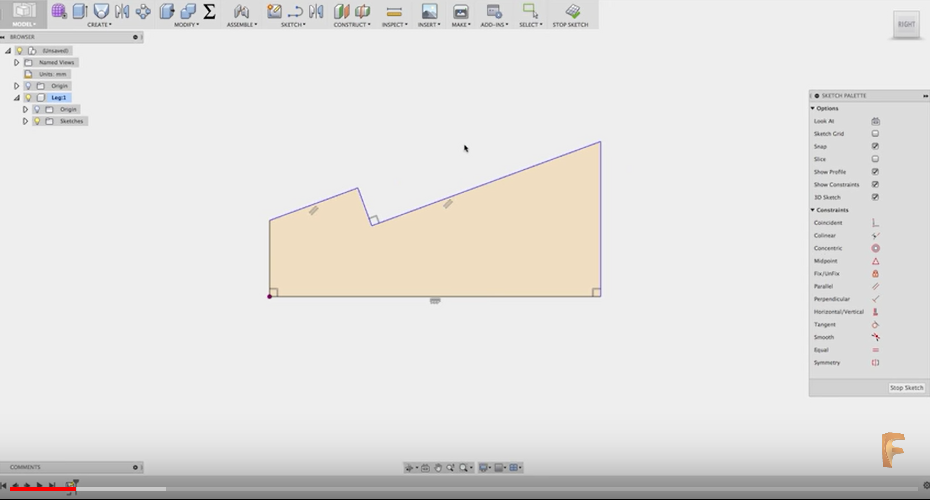 MODEL
CREATE
MODIFY
ASSEMBLE
SKETCH
CONSTRUCT
INSPECT
INSERT
MAKE
ADD-INS
SELECT
STOP SKETCH
BROWSER
(Unsaved)
Named Views
Units: mm
Origin
Leg:1
Origin
Sketches
RIGHT
SKETCH PALETTE
Options
Look At
Sketch Grid
Snap
Slice
Show Profile
Show Constraints
3D Sketch
Constraints
Coincident
Colinear
Concentric
Midpoint
Fix/UnFix
Parallel
Perpendicular
Horizontal/Vertical
Tangent
Smooth
Equal
Symmetry
Stop Sketch
COMMENTS
F